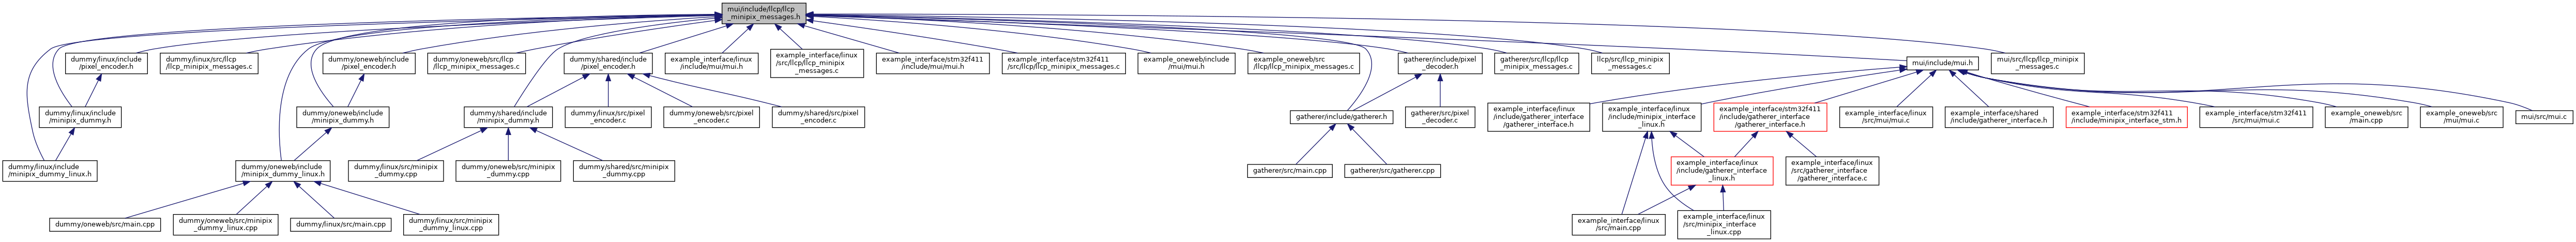 mui/include/llcp/llcp
_minipix_messages.h
dummy/linux/include
/pixel_encoder.h
dummy/linux/src/llcp
/llcp_minipix_messages.c
dummy/oneweb/include
/pixel_encoder.h
dummy/oneweb/src/llcp
/llcp_minipix_messages.c
dummy/shared/include
/pixel_encoder.h
example_interface/linux
/include/mui/mui.h
example_interface/linux
/src/llcp/llcp_minipix
_messages.c
example_interface/stm32f411
/include/mui/mui.h
example_interface/stm32f411
/src/llcp/llcp_minipix_messages.c
example_oneweb/include
/mui/mui.h
example_oneweb/src
/llcp/llcp_minipix_messages.c
gatherer/include/pixel
_decoder.h
gatherer/src/llcp/llcp
_minipix_messages.c
llcp/src/llcp_minipix
_messages.c
mui/include/mui.h
mui/src/llcp/llcp_minipix
_messages.c
dummy/linux/include
/minipix_dummy.h
dummy/oneweb/include
/minipix_dummy.h
dummy/shared/include
/minipix_dummy.h
dummy/linux/src/pixel
_encoder.c
dummy/oneweb/src/pixel
_encoder.c
dummy/shared/src/pixel
_encoder.c
gatherer/include/gatherer.h
gatherer/src/pixel
_decoder.c
example_interface/linux
/include/gatherer_interface
/gatherer_interface.h
example_interface/linux
/include/minipix_interface
_linux.h
example_interface/stm32f411
/include/gatherer_interface
/gatherer_interface.h
example_interface/linux
/src/mui/mui.c
example_interface/shared
/include/gatherer_interface.h
example_interface/stm32f411
/include/minipix_interface_stm.h
example_interface/stm32f411
/src/mui/mui.c
example_oneweb/src
/main.cpp
example_oneweb/src
/mui/mui.c
mui/src/mui.c
dummy/linux/include
/minipix_dummy_linux.h
dummy/oneweb/include
/minipix_dummy_linux.h
dummy/linux/src/minipix
_dummy.cpp
dummy/oneweb/src/minipix
_dummy.cpp
dummy/shared/src/minipix
_dummy.cpp
gatherer/src/main.cpp
gatherer/src/gatherer.cpp
example_interface/linux
/include/gatherer_interface
_linux.h
example_interface/linux
/src/gatherer_interface
/gatherer_interface.c
dummy/oneweb/src/main.cpp
dummy/oneweb/src/minipix
_dummy_linux.cpp
dummy/linux/src/main.cpp
dummy/linux/src/minipix
_dummy_linux.cpp
example_interface/linux
/src/main.cpp
example_interface/linux
/src/minipix_interface
_linux.cpp